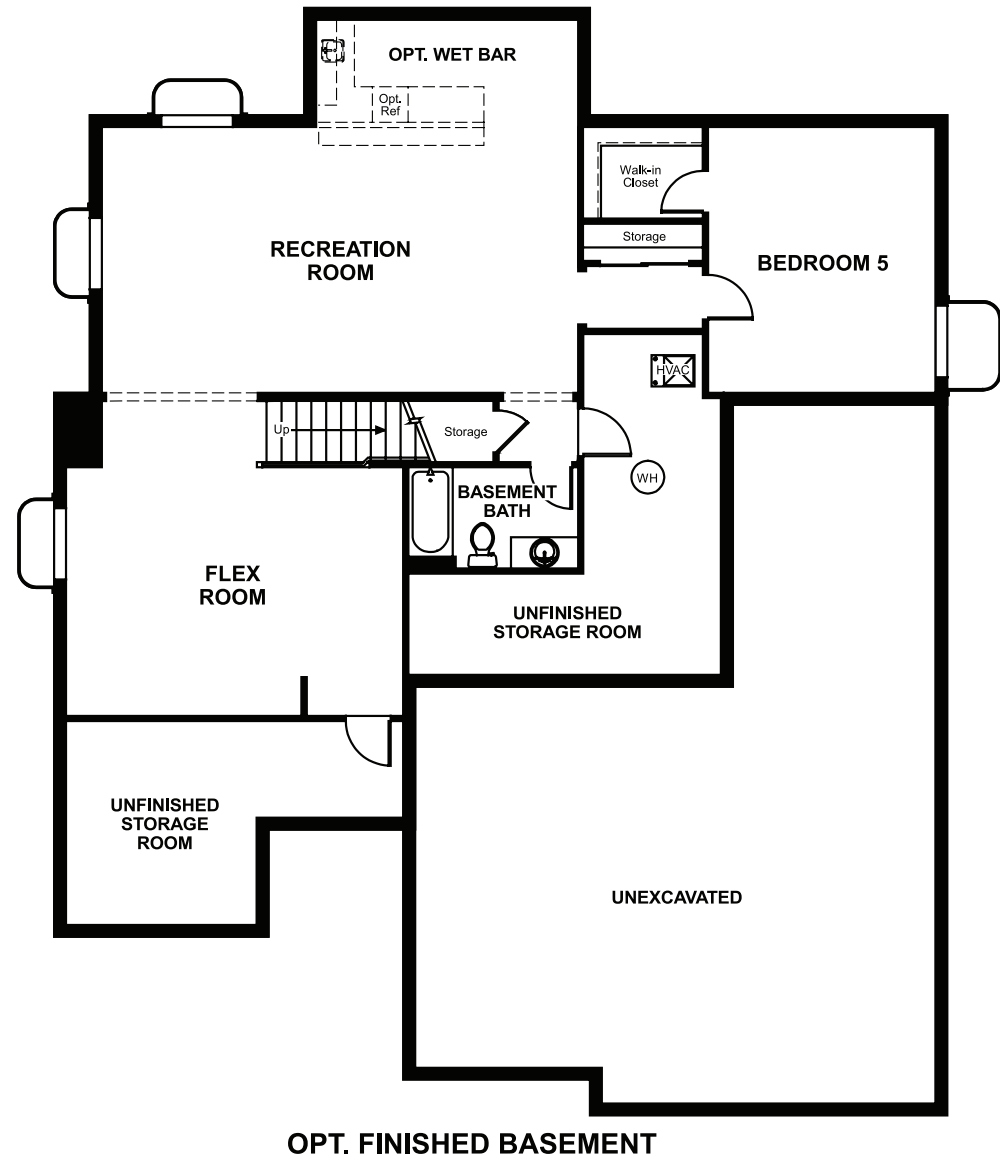 OPT. WET BAR
Opt.
Ref
Walk-in
Closet
Storage
RECREATION
ROOM
BEDROOM 5
HVAC
Up
Storage
WH
BASEMENT
BATH
FLEX
ROOM
UNFINISHED
STORAGE ROOM
UNFINISHED
STORAGE
ROOM
UNEXCAVATED
OPT. FINISHED BASEMENT